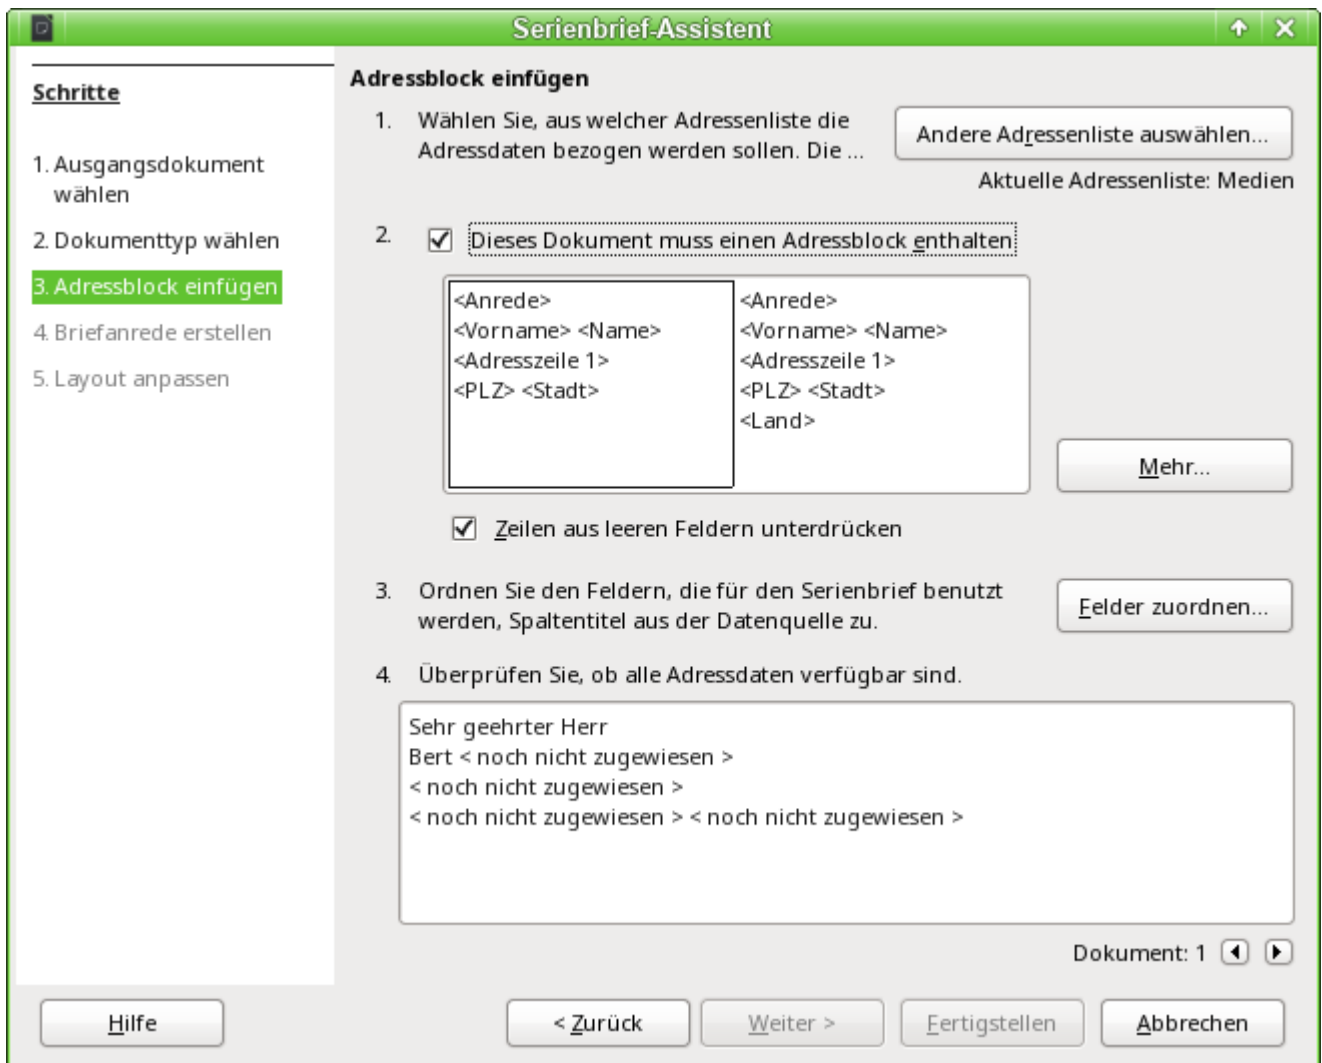 Serienbrief-Assistent
Schritte
1. Ausgangsdokument
wählen
2. Dokumenttyp wählen
3. Adressblock einfügen
4. Briefanrede erstellen
5. Layout anpassen
Adressblock einfügen
1. Wählen Sie, aus welcher Adressenliste die
Adressdaten bezogen werden sollen. Die ...
Andere Adressenliste auswählen...
Aktuelle Adressenliste: Medien
2. Dieses Dokument muss einen Adressblock enthalten
<Anrede>
<Vorname> <Name>
<Adresszeile 1>
<PLZ> <Stadt>
<Anrede>
<Vorname> <Name>
<Adresszeile 1>
<PLZ> <Stadt>
<Land>
Mehr...
Zeilen aus leeren Feldern unterdrücken
3. Ordnen Sie den Feldern, die für den Serienbrief benutzt
werden, Spaltentitel aus der Datenquelle zu.
Felder zuordnen...
4. Überprüfen Sie, ob alle Adressdaten verfügbar sind.
Sehr geehrter Herr
Bert < noch nicht zugewiesen >
< noch nicht zugewiesen >
< noch nicht zugewiesen > < noch nicht zugewiesen >
Dokument: 1
Hilfe
< Zurück
Weiter >
Fertigstellen
Abbrechen